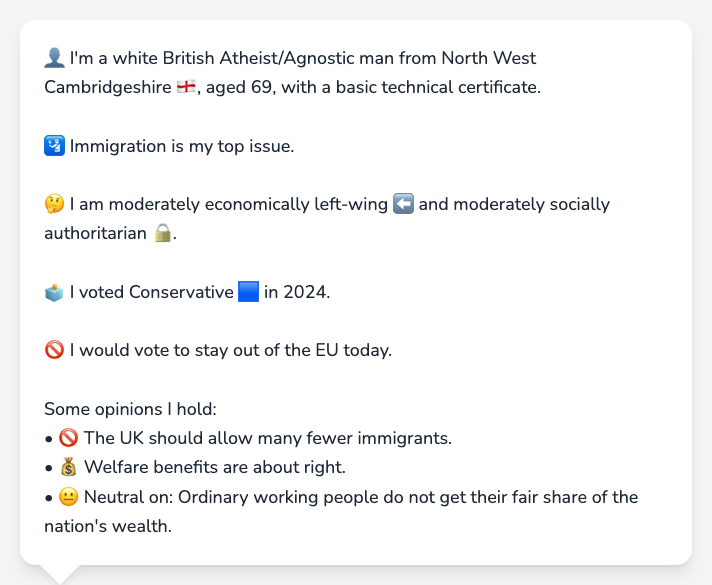 👤 I'm a white British Atheist/Agnostic man from North West
Cambridgeshire 🏴󠁧󠁢󠁥󠁮󠁧󠁿, aged 69, with a basic technical certificate.
🛂 Immigration is my top issue.
🤔 I am moderately economically left-wing ⬅️ and moderately socially
authoritarian 🔒.
🗳️ I voted Conservative 🟦 in 2024.
🚫 I would vote to stay out of the EU today.
Some opinions I hold:
• 🚫 The UK should allow many fewer immigrants.
• 💰 Welfare benefits are about right.
• 😐 Neutral on: Ordinary working people do not get their fair share of the
nation's wealth.